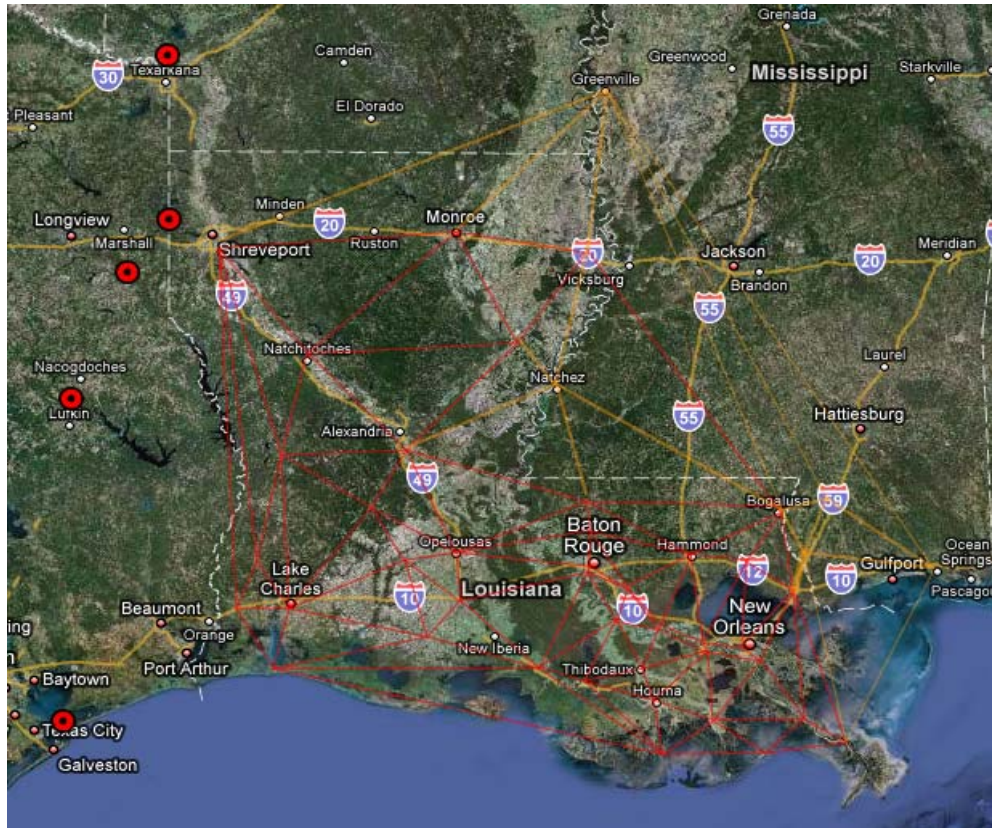 Grenada
Camden
Greenwood
Starkville
Texarkana
Mississippi
30
Greenville
El Dorado
Pleasant
55
Minden
Longview
Monroe
20
Marshall
Shreveport
Ruston
Jackson
Meridian
20
20
Vicksburg
Brandon
49
55
Natchitoches
Laurel
Nacogdoches
Natchez
Lufkin
55
Hattiesburg
Alexandria
49
59
Bogalusa
Baton
Rouge
Opelousas
Hammond
Ocean
Springs
Gulfport
Lake
Charles
Louisiana
12
10
Pascagou
10
10
Beaumont
New
Orleans
Orange
New Iberia
Port Arthur
Thibodaux
Baytown
Houma
Texas City
Galveston